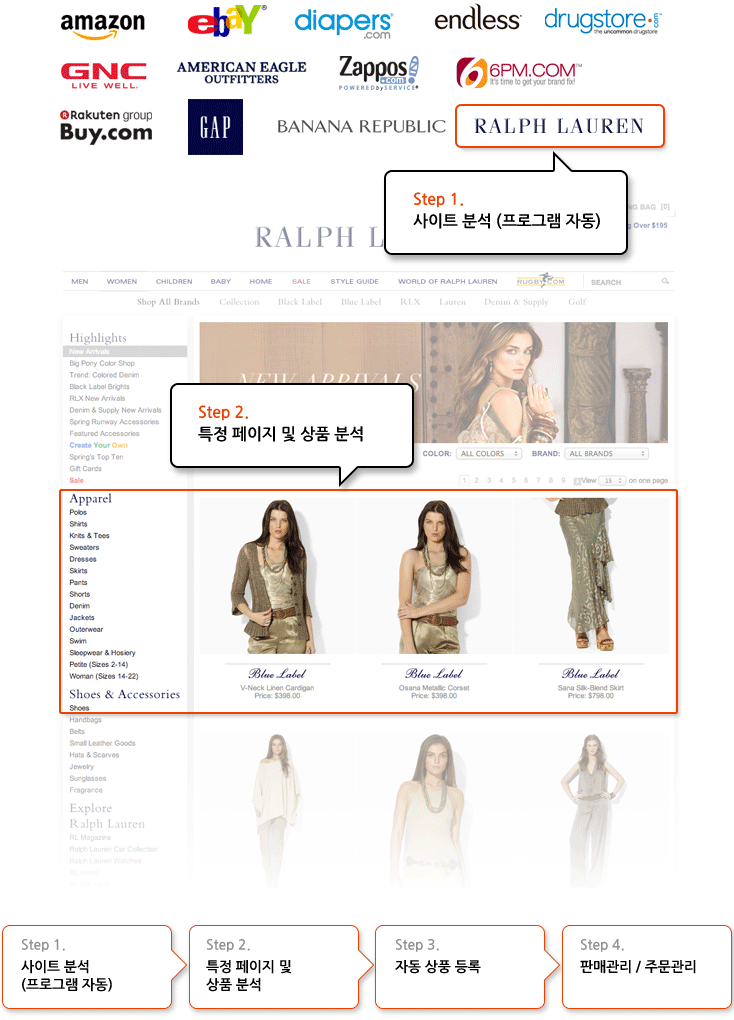 amazon
ebaY®
diapers®
.com
endless
drugstore.com™
the uncommon drugstore
GNC
LIVE WELL.
AMERICAN EAGLE
OUTFITTERS
Zappos
.com
POWERED by SERVICE®
6 6PM.COM™
It's time to get your brand fix!
Rakuten group
Buy.com
GAP
BANANA REPUBLIC
RALPH LAUREN
Step 1.
사이트 분석 (프로그램 자동)
NG BAG [0]
g Over $195
RALPH L
MEN WOMEN CHILDREN BABY HOME SALE STYLE GUIDE WORLD OF RALPH LAUREN RUGBY.COM SEARCH
Shop All Brands Collection Black Label Blue Label RLX Lauren Denim & Supply Golf
Highlights
New Arrivals
Big Pony Color Shop
Trend: Colored Denim
Black Label Brights
RLX New Arrivals
Denim & Supply New Arrivals
Spring Runway Accessories
Featured Accessories
Create Your Own
Spring's Top Ten
Gift Cards
Sale
NEW ARRIVALS
Step 2.
특정 페이지 및 상품 분석
COLOR: ALL COLORS BRAND: ALL BRANDS
1 2 3 4 5 6 7 8 9 View 15 on one page
Apparel
Polos
Shirts
Knits & Tees
Sweaters
Dresses
Skirts
Pants
Shorts
Denim
Jackets
Outerwear
Swim
Sleepwear & Hosiery
Petite (Sizes 2-14)
Woman (Sizes 14-22)
Blue Label
V-Neck Linen Cardigan
Price: $398.00
Blue Label
Osana Metallic Corset
Price: $398.00
Blue Label
Sana Silk-Blend Skirt
Price: $798.00
Shoes & Accessories
Shoes
Handbags
Belts
Small Leather Goods
Hats & Scarves
Jewelry
Sunglasses
Fragrance
Explore
Ralph Lauren
RL Magazine
Ralph Lauren Car Collection
Ralph Lauren Watches
Step 1.
사이트 분석
(프로그램 자동)
Step 2.
특정 페이지 및
상품 분석
Step 3.
자동 상품 등록
Step 4.
판매관리 / 주문관리